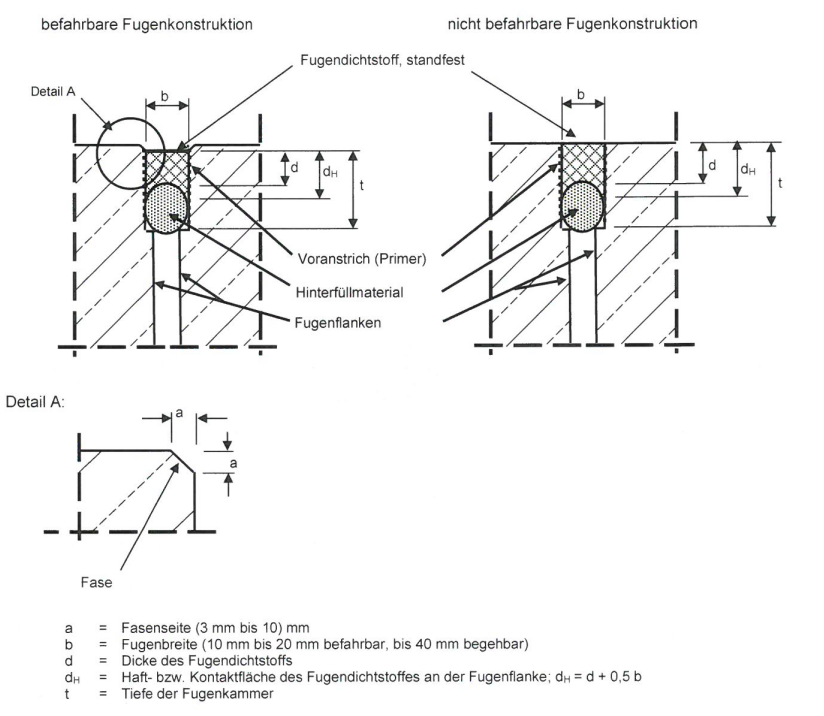 befahrbare Fugenkonstruktion
nicht befahrbare Fugenkonstruktion
Fugendichtstoff, standfest
Detail A
b
b
d
dH
t
d
dH
t
Voranstrich (Primer)
Hinterfüllmaterial
Fugenflanken
Detail A:
a
a
Fase
a = Fasenseite (3 mm bis 10) mm
b = Fugenbreite (10 mm bis 20 mm befahrbar, bis 40 mm begehbar)
d = Dicke des Fugendichtstoffs
dH = Haft- bzw. Kontaktfläche des Fugendichtstoffes an der Fugenflanke; dH = d + 0,5 b
t = Tiefe der Fugenkammer